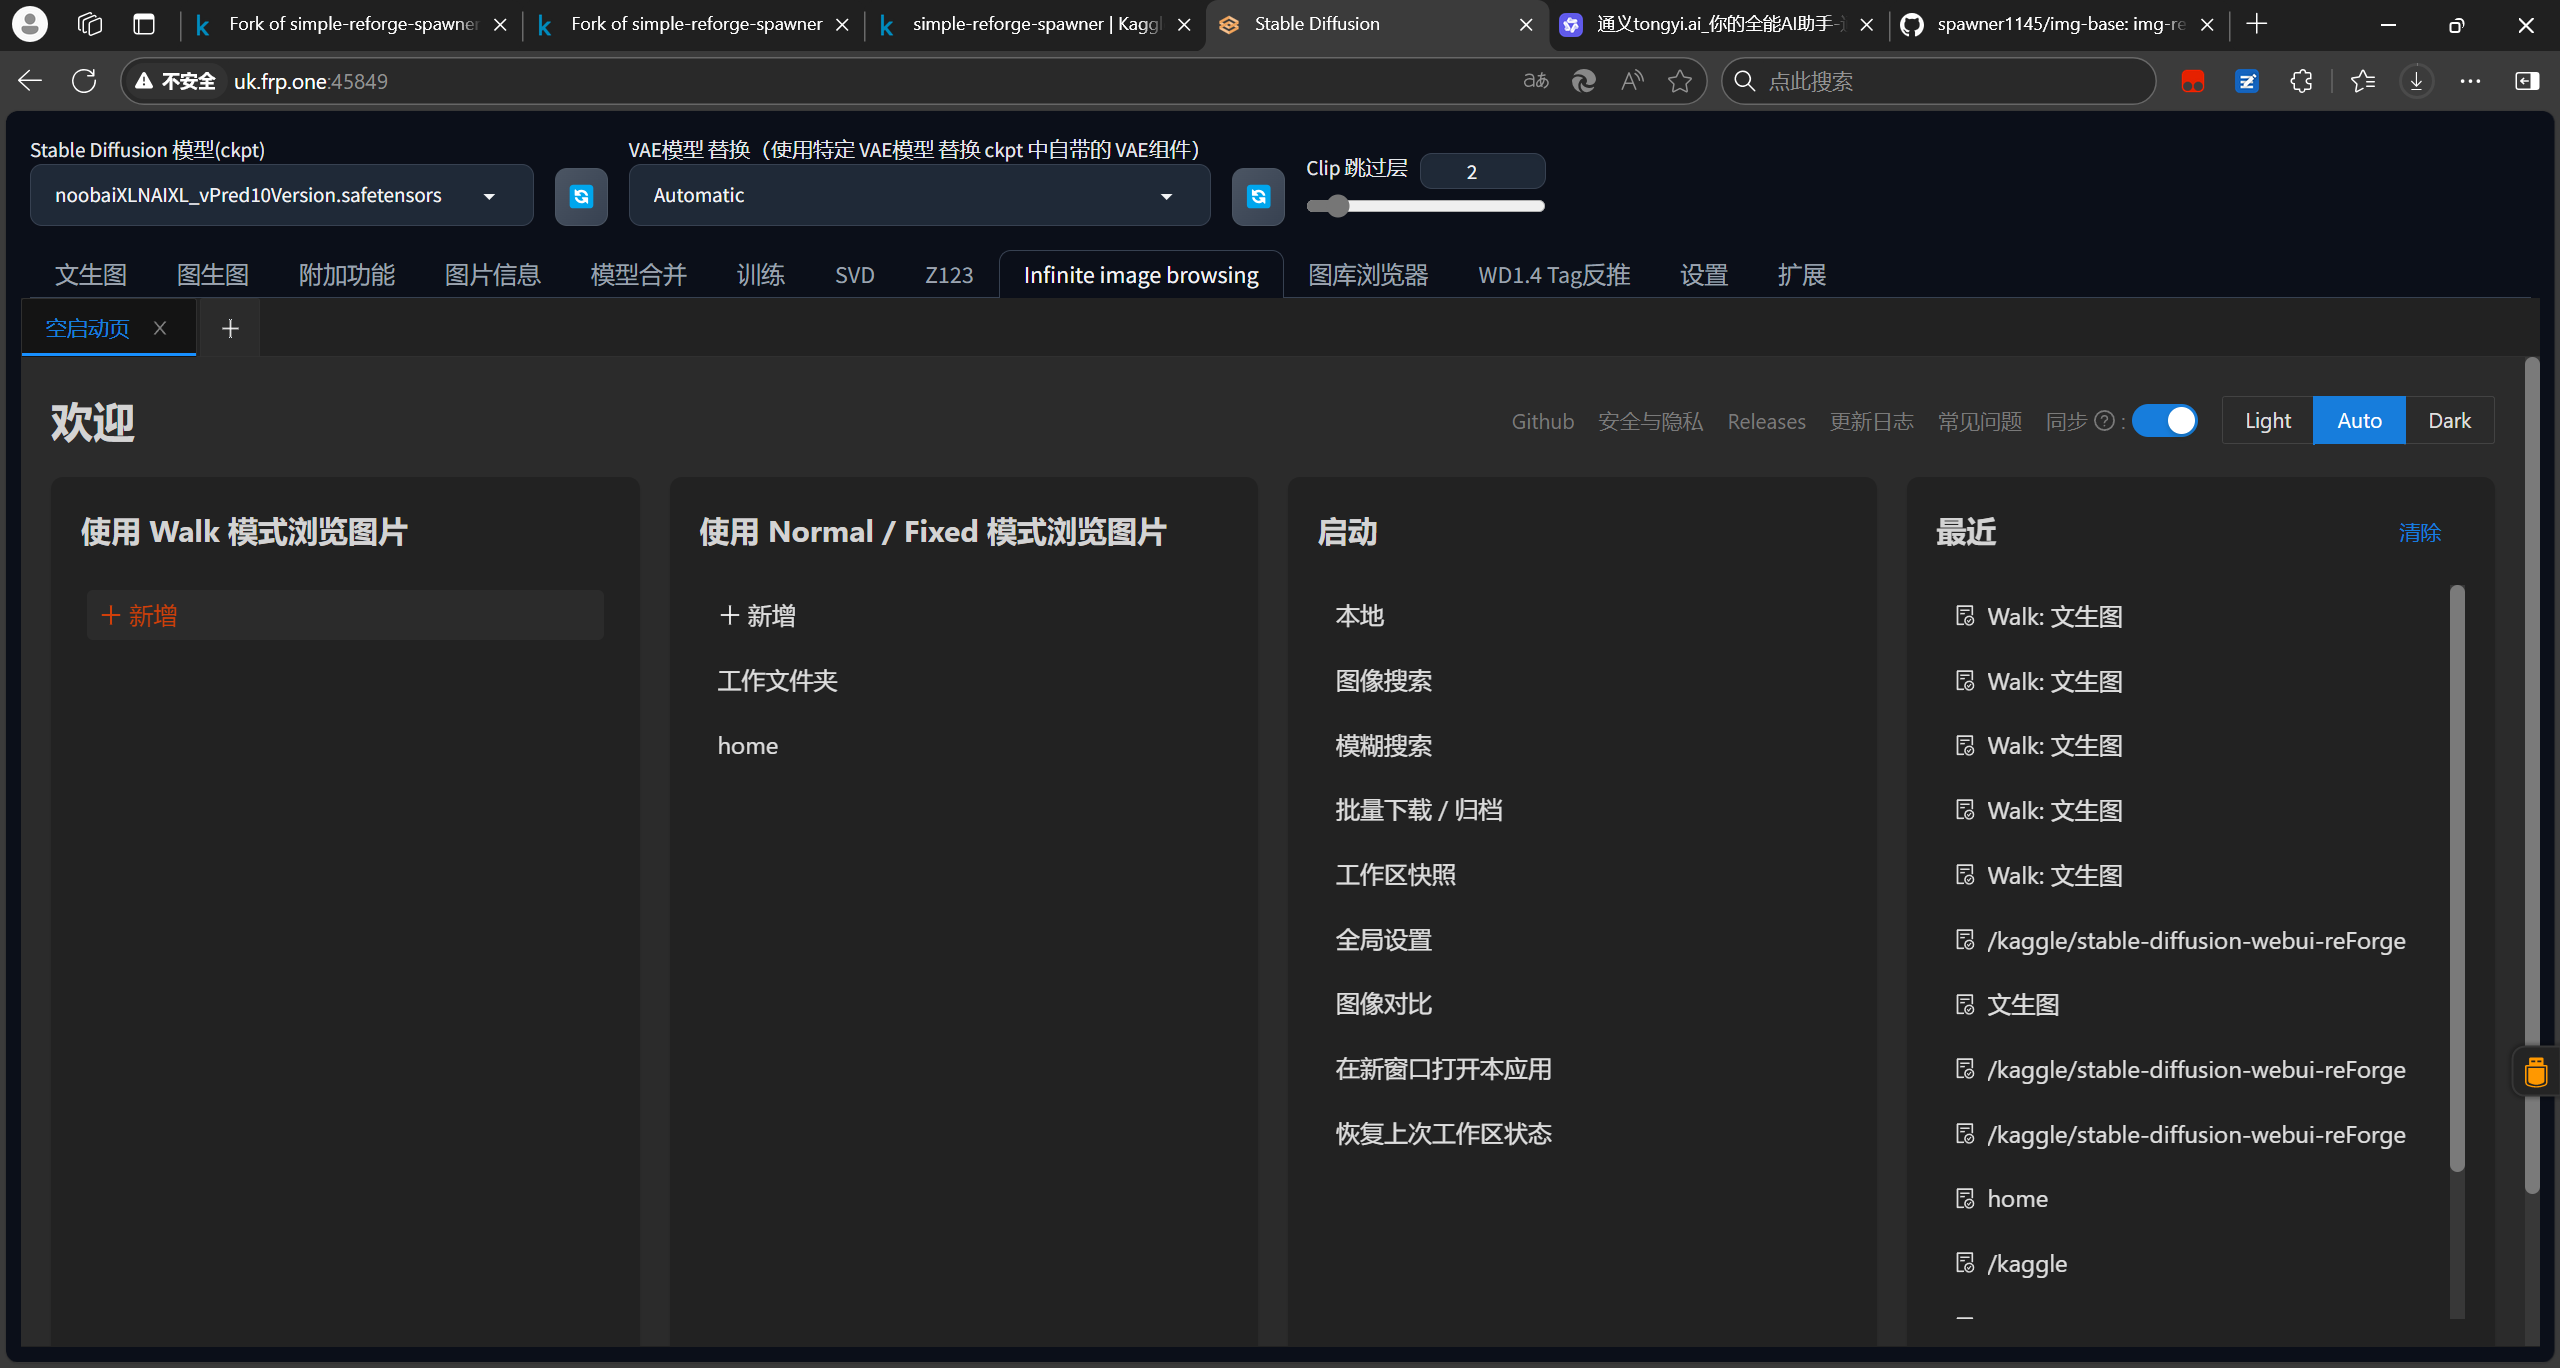 Fork of simple-reforge-spawner
Fork of simple-reforge-spawner
simple-reforge-spawner | Kaggl
Stable Diffusion
通义tongyi.ai_你的全能AI助手-
spawner1145/img-base: img-re
不安全
uk.frp.one:45849
点此搜索
Stable Diffusion 模型(ckpt)
VAE模型 替换（使用特定 VAE模型 替换 ckpt 中自带的 VAE组件）
Clip 跳过层
2
noobaiXLNAIXL_vPred10Version.safetensors
Automatic
文生图
图生图
附加功能
图片信息
模型合并
训练
SVD
Z123
Infinite image browsing
图库浏览器
WD1.4 Tag反推
设置
扩展
空启动页
欢迎
Github
安全与隐私
Releases
更新日志
常见问题
同步 :
Light
Auto
Dark
使用 Walk 模式浏览图片
+ 新增
使用 Normal / Fixed 模式浏览图片
+ 新增
工作文件夹
home
启动
本地
图像搜索
模糊搜索
批量下载 / 归档
工作区快照
全局设置
图像对比
在新窗口打开本应用
恢复上次工作区状态
最近
清除
Walk: 文生图
Walk: 文生图
Walk: 文生图
Walk: 文生图
Walk: 文生图
/kaggle/stable-diffusion-webui-reForge
文生图
/kaggle/stable-diffusion-webui-reForge
/kaggle/stable-diffusion-webui-reForge
home
/kaggle